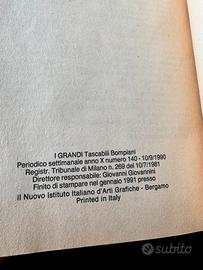 I GRANDI Tascabili Bompiani
Periodico settimanale anno X numero 140 - 10/9/1990
Registr. Tribunale di Milano n. 269 del 10/7/1981
Direttore responsabile: Giovanni Giovannini
Finito di stampare nel gennaio 1991 presso
il Nuovo Istituto Italiano d'Arti Grafiche - Bergamo
Printed in Italy
subito